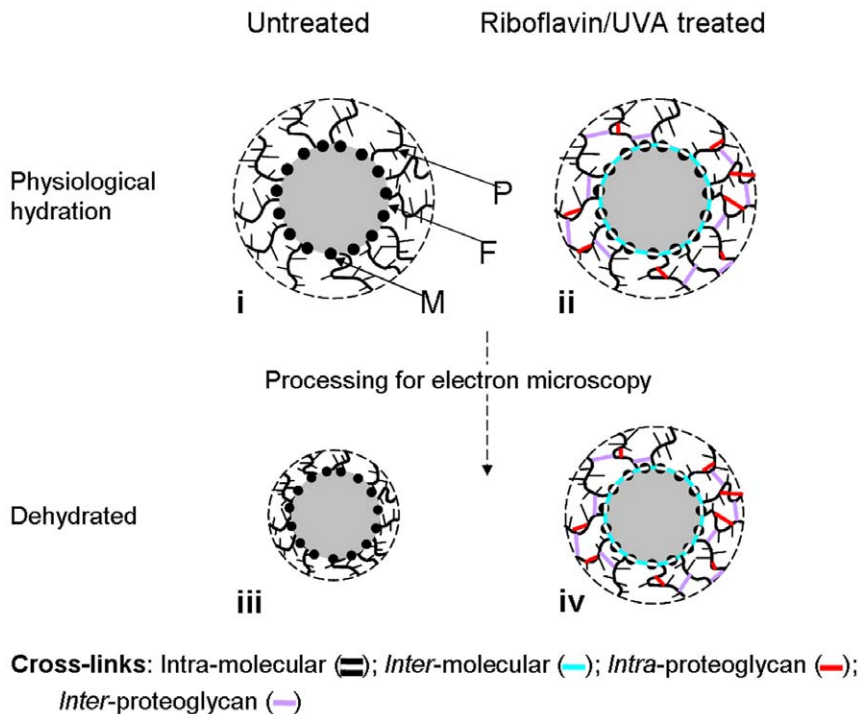 Untreated Riboflavin/UVA treated
Physiological
hydration
P
F
M
i ii
Processing for electron microscopy
Dehydrated
iii iv
Cross-links: Intra-molecular (); Inter-molecular (); Intra-proteoglycan ();
Inter-proteoglycan ()